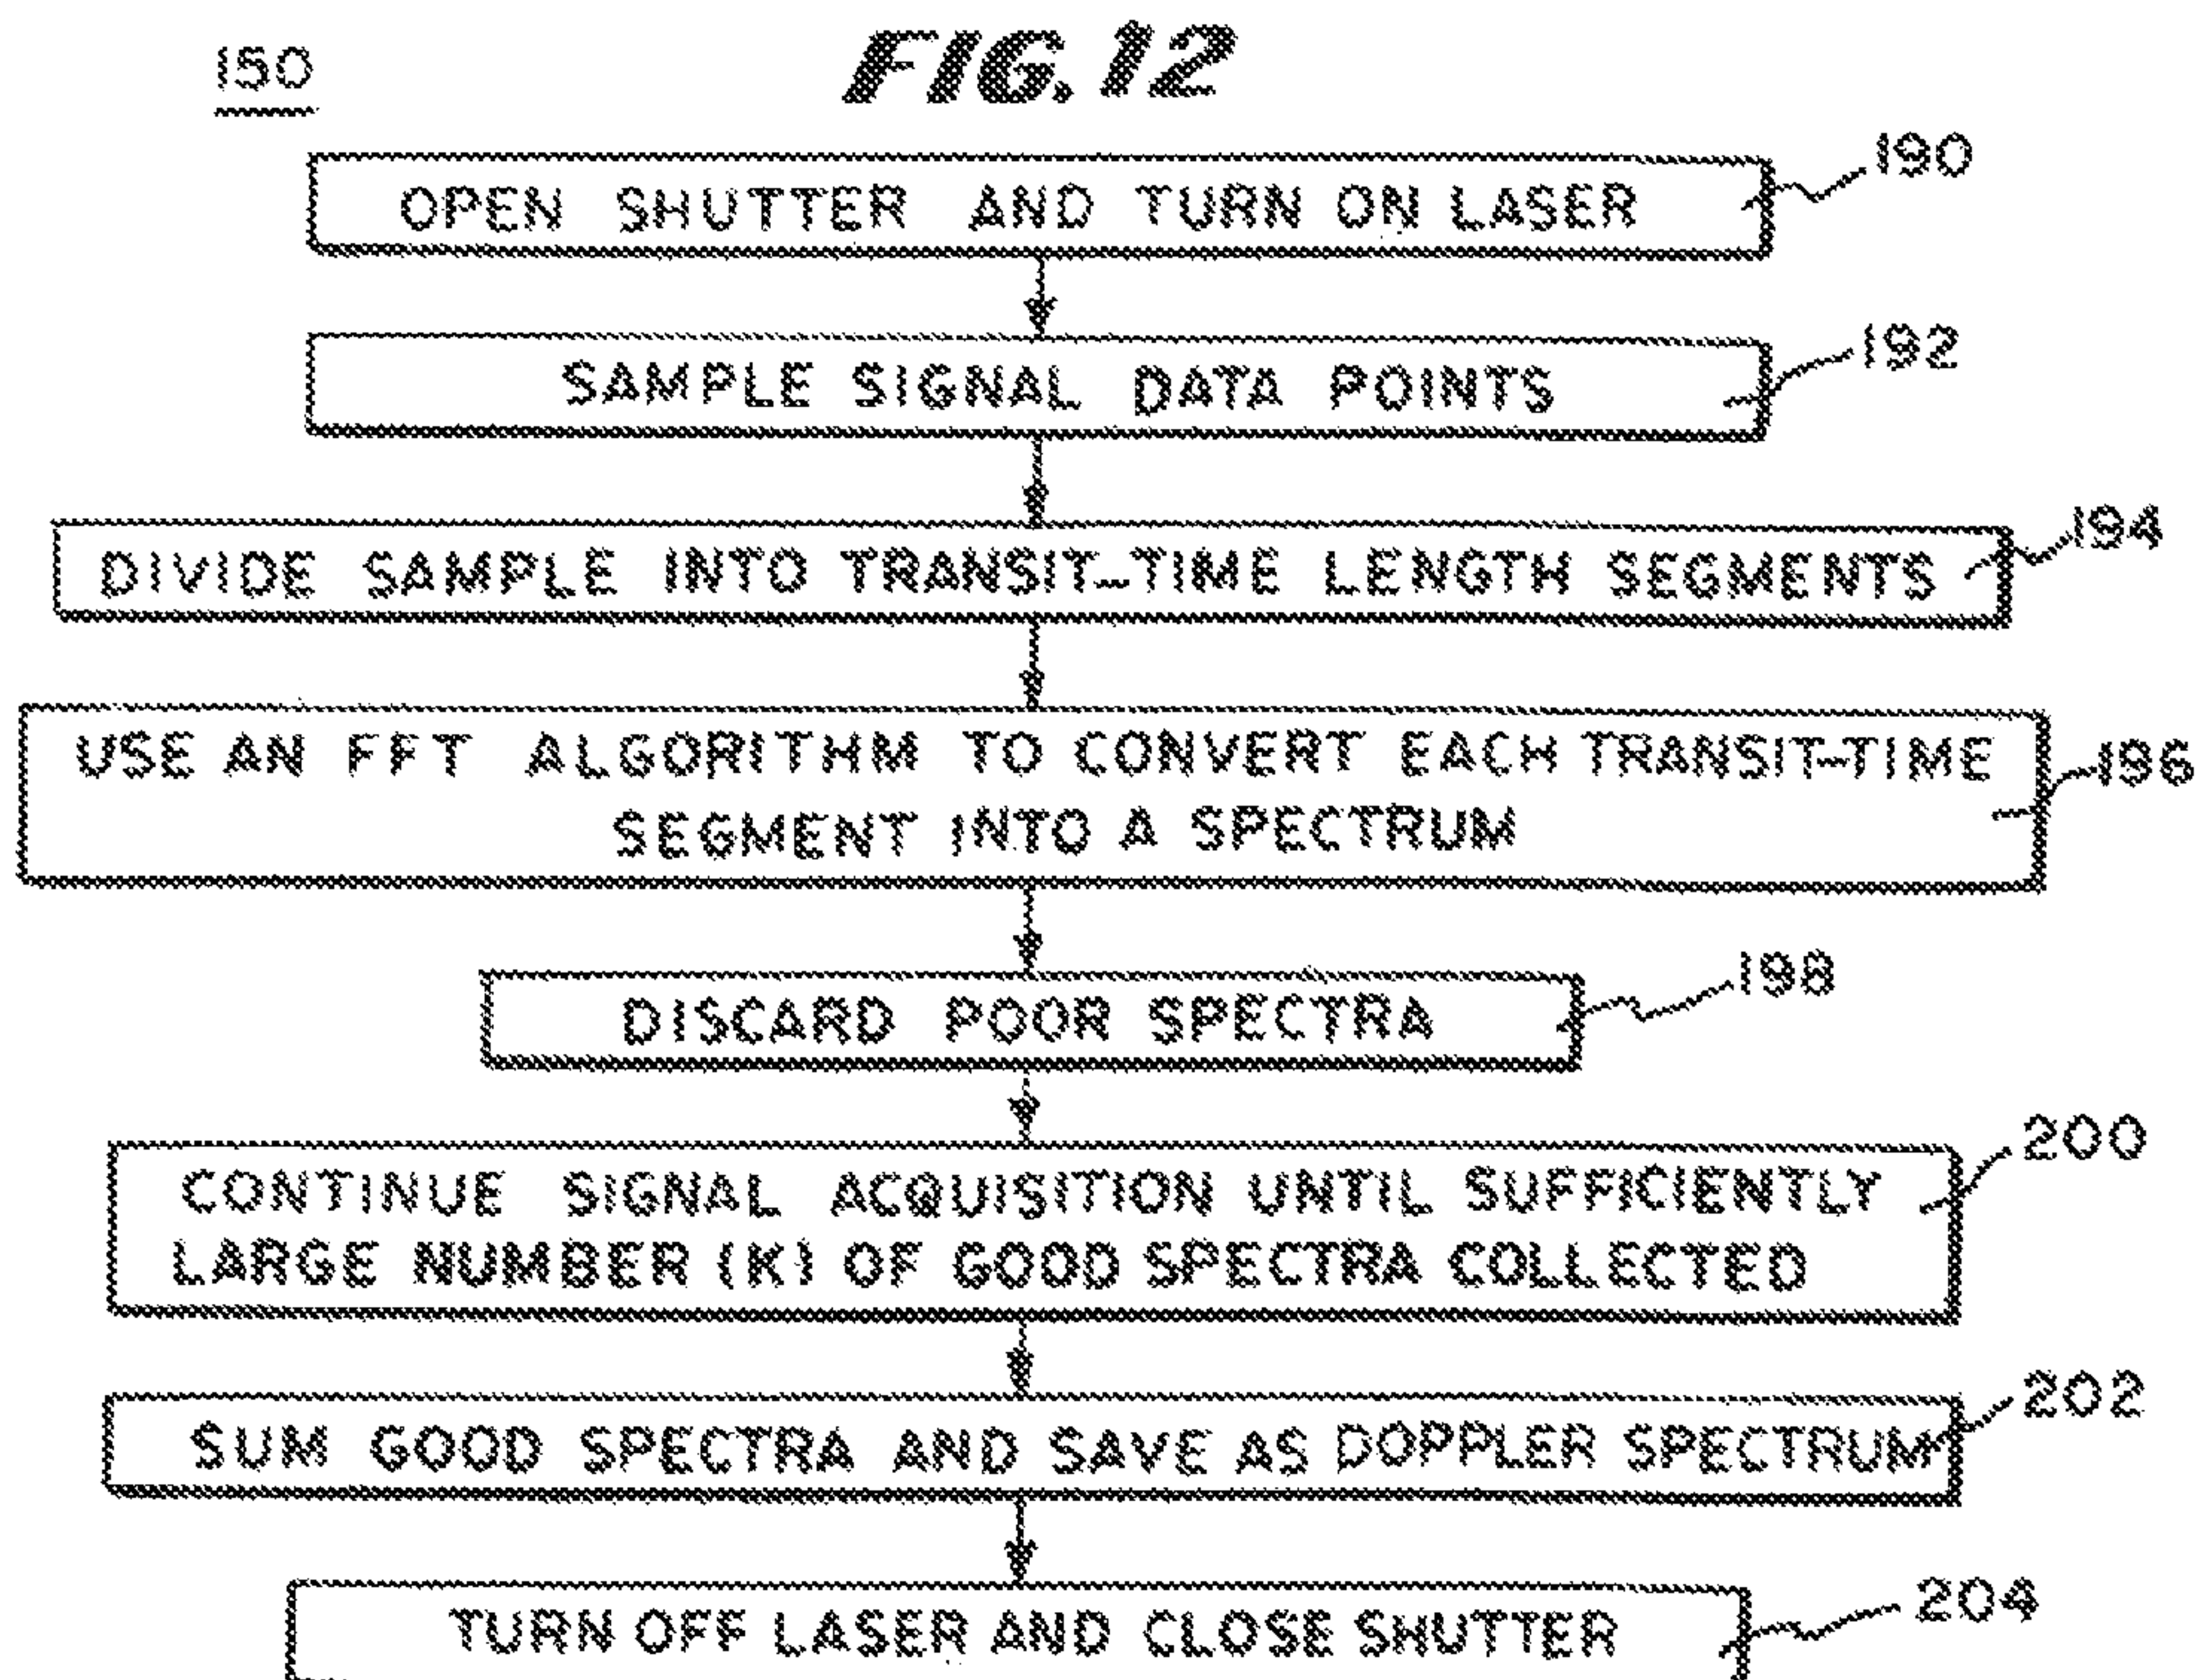 150
FIG. 12
OPEN SHUTTER AND TURN ON LASER
190
SAMPLE SIGNAL DATA POINTS
192
DIVIDE SAMPLE INTO TRANSIT-TIME LENGTH SEGMENTS
194
USE AN FFT ALGORITHM TO CONVERT EACH TRANSIT-TIME
SEGMENT INTO A SPECTRUM
196
DISCARD POOR SPECTRA
198
CONTINUE SIGNAL ACQUISITION UNTIL SUFFICIENTLY
LARGE NUMBER (K) OF GOOD SPECTRA COLLECTED
200
SUM GOOD SPECTRA AND SAVE AS DOPPLER SPECTRUM
202
TURN OFF LASER AND CLOSE SHUTTER
204